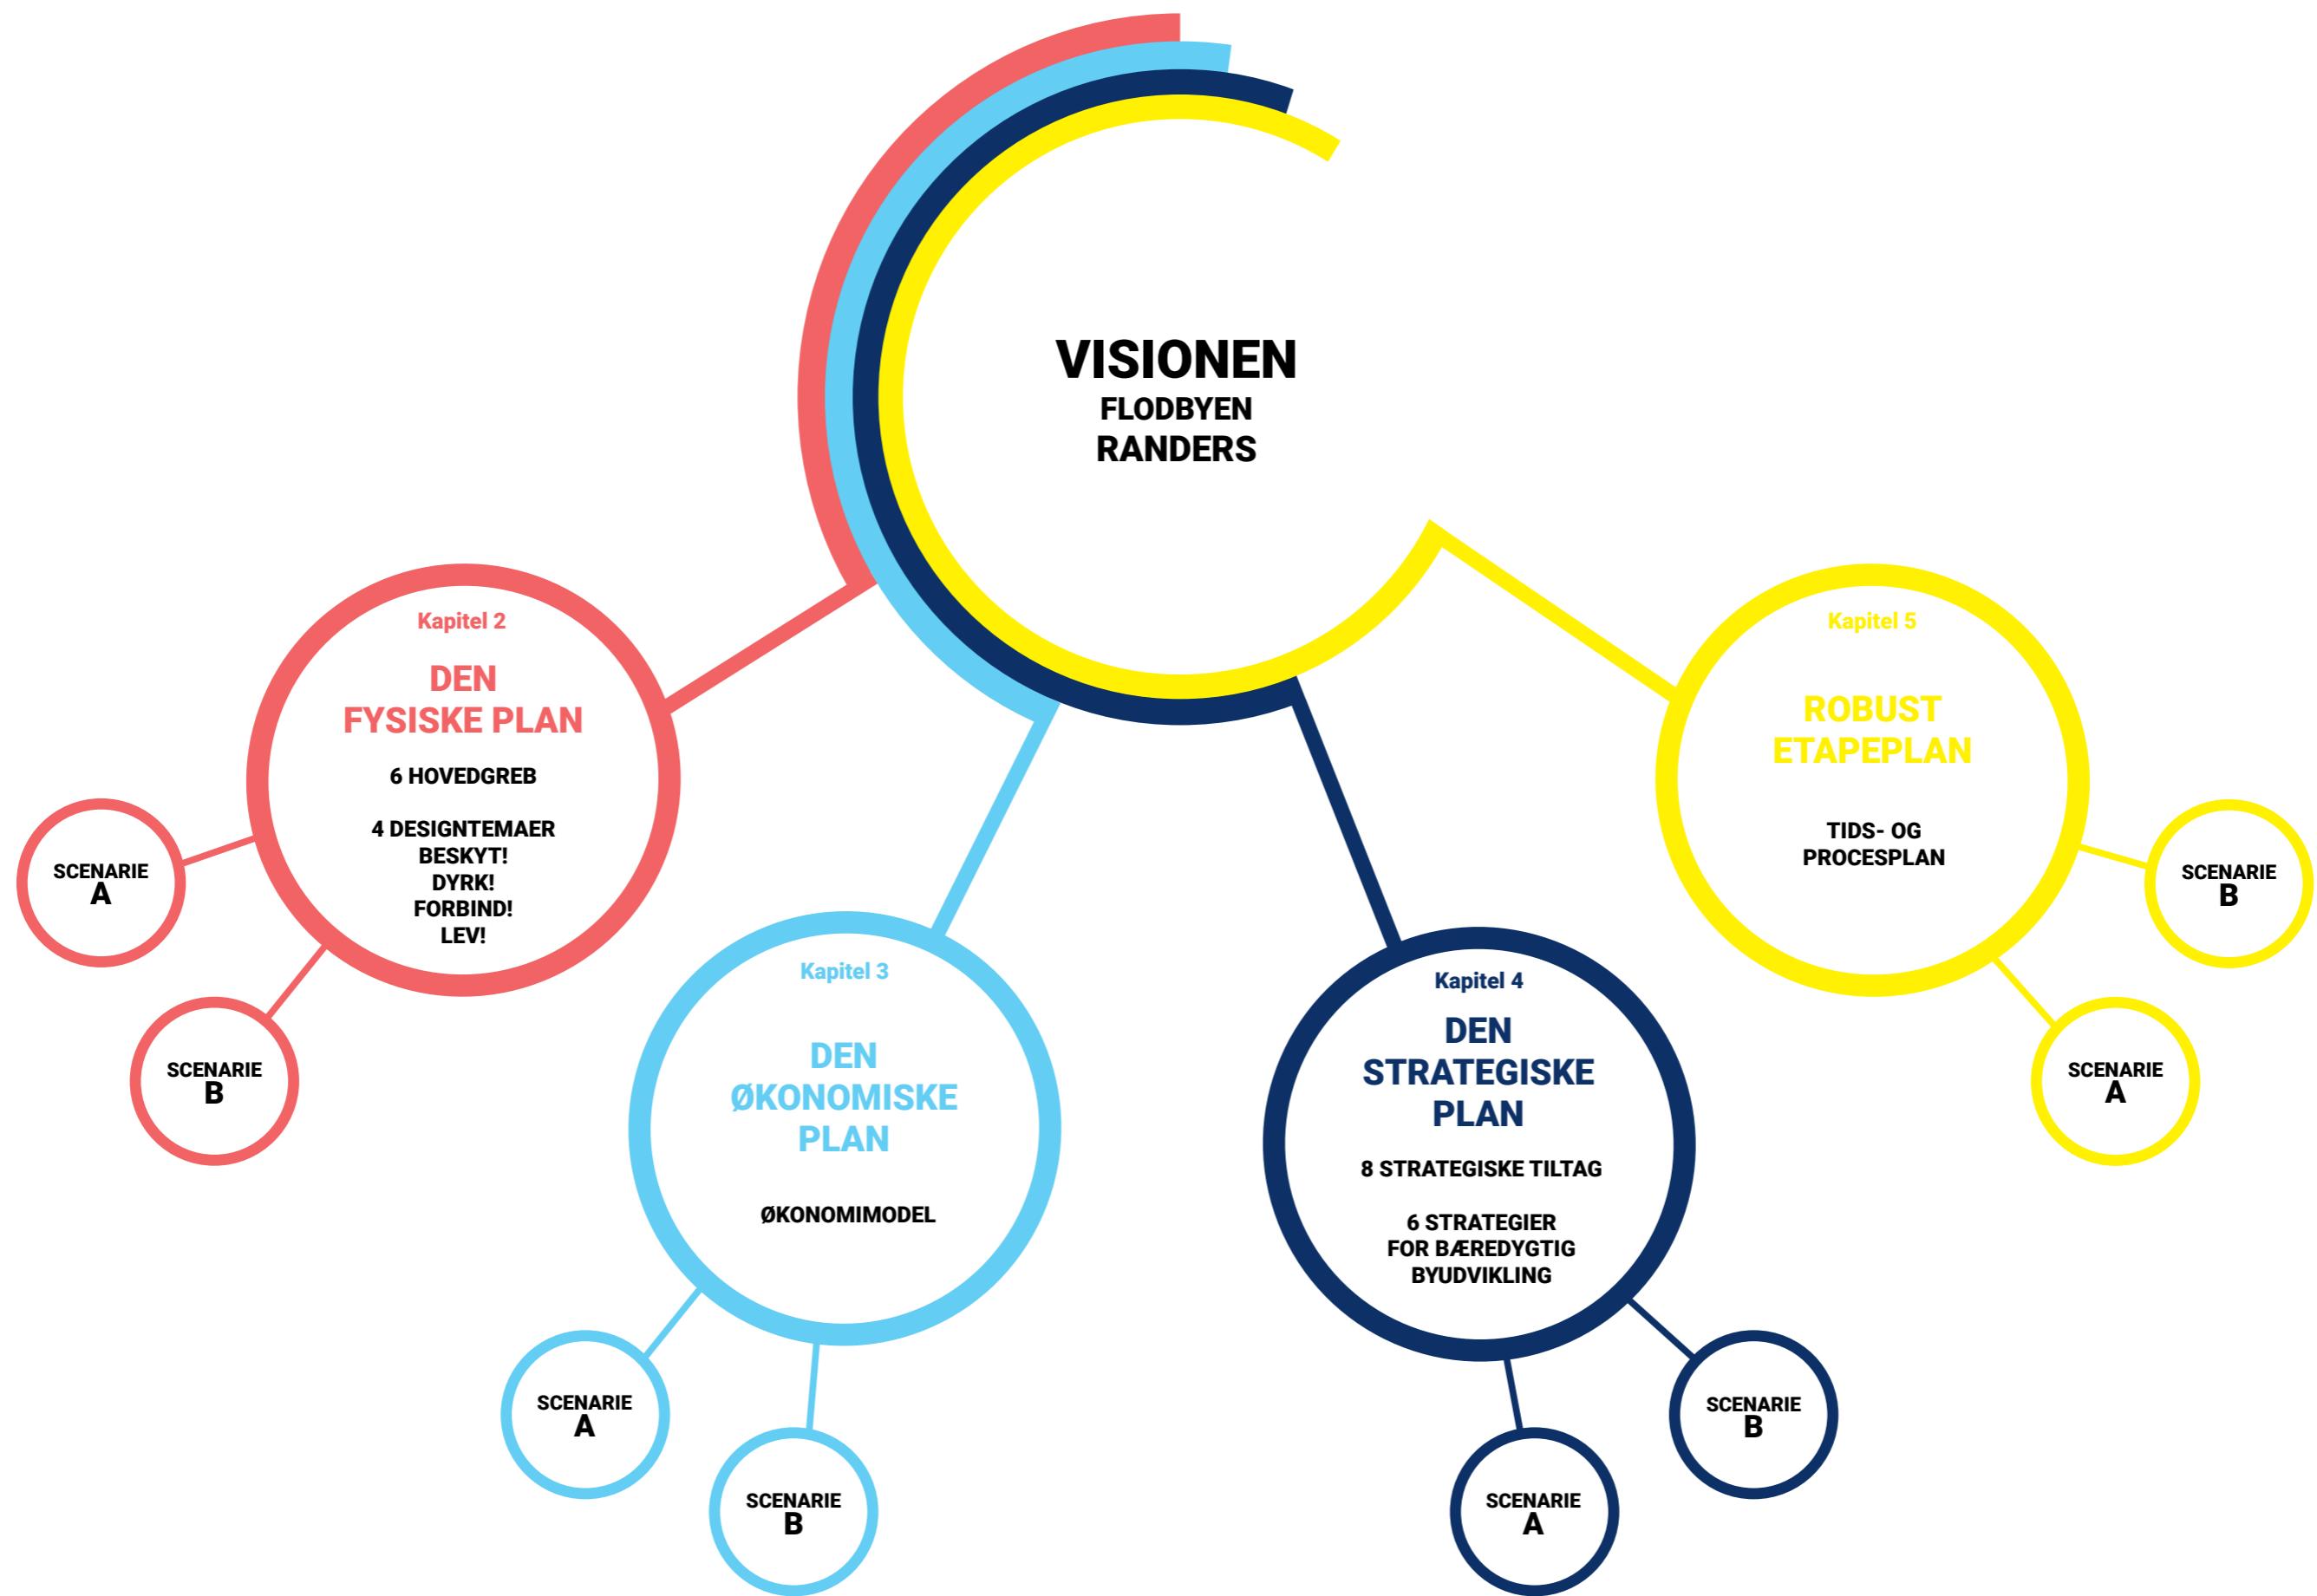 VISIONEN
FLODBYEN
RANDERS
Kapitel 2
DEN
FYSISKE PLAN
6 HOVEDGREB
4 DESIGNTEMAER
BESKYT!
DYRK!
FORBIND!
LEV!
SCENARIE
A
SCENARIE
B
Kapitel 3
DEN
ØKONOMISKE
PLAN
ØKONOMIMODEL
SCENARIE
A
SCENARIE
B
Kapitel 4
DEN
STRATEGISKE
PLAN
8 STRATEGISKE TILTAG
6 STRATEGIER
FOR BÆREDYGTIG
BYUDVIKLING
SCENARIE
A
SCENARIE
B
Kapitel 5
ROBUST
ETAPEPLAN
TIDS- OG
PROCESPLAN
SCENARIE
B
SCENARIE
A